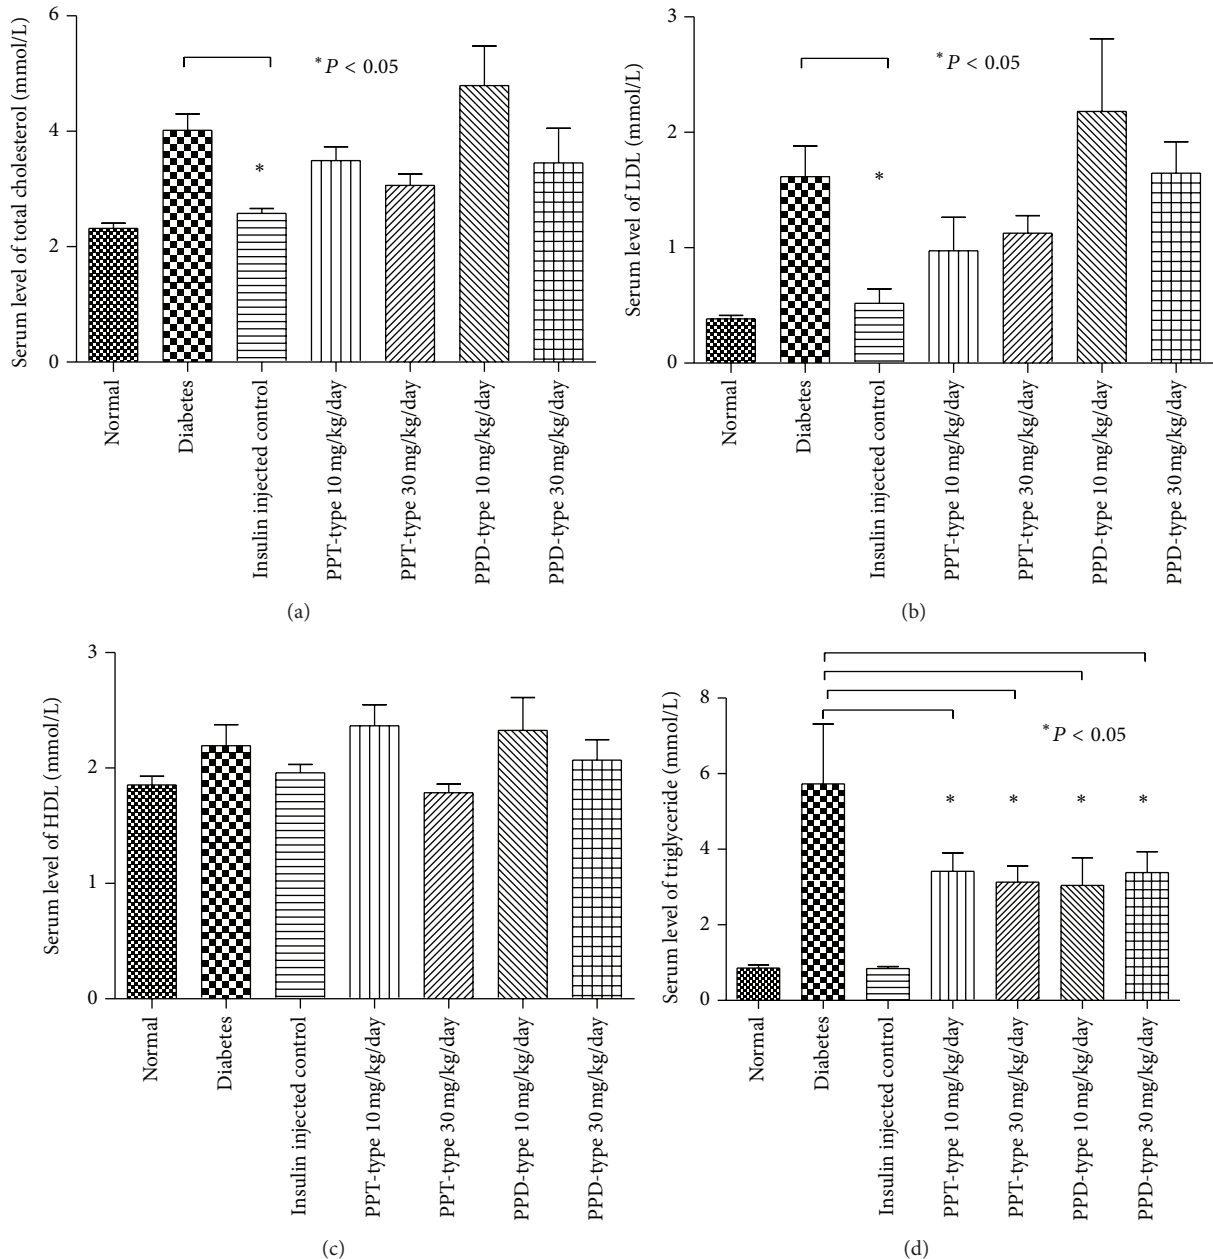 Serum level of total cholesterol (mmol/L)
6
4
2
0
*P < 0.05
*
Normal
Diabetes
Insulin injected control
PPT-type 10 mg/kg/day
PPT-type 30 mg/kg/day
PPD-type 10 mg/kg/day
PPD-type 30 mg/kg/day
(a)
Serum level of LDL (mmol/L)
3
2
1
0
*P < 0.05
*
Normal
Diabetes
Insulin injected control
PPT-type 10 mg/kg/day
PPT-type 30 mg/kg/day
PPD-type 10 mg/kg/day
PPD-type 30 mg/kg/day
(b)
Serum level of HDL (mmol/L)
3
2
1
0
Normal
Diabetes
Insulin injected control
PPT-type 10 mg/kg/day
PPT-type 30 mg/kg/day
PPD-type 10 mg/kg/day
PPD-type 30 mg/kg/day
(c)
Serum level of triglyceride (mmol/L)
8
6
4
2
0
*P < 0.05
* * * *
Normal
Diabetes
Insulin injected control
PPT-type 10 mg/kg/day
PPT-type 30 mg/kg/day
PPD-type 10 mg/kg/day
PPD-type 30 mg/kg/day
(d)